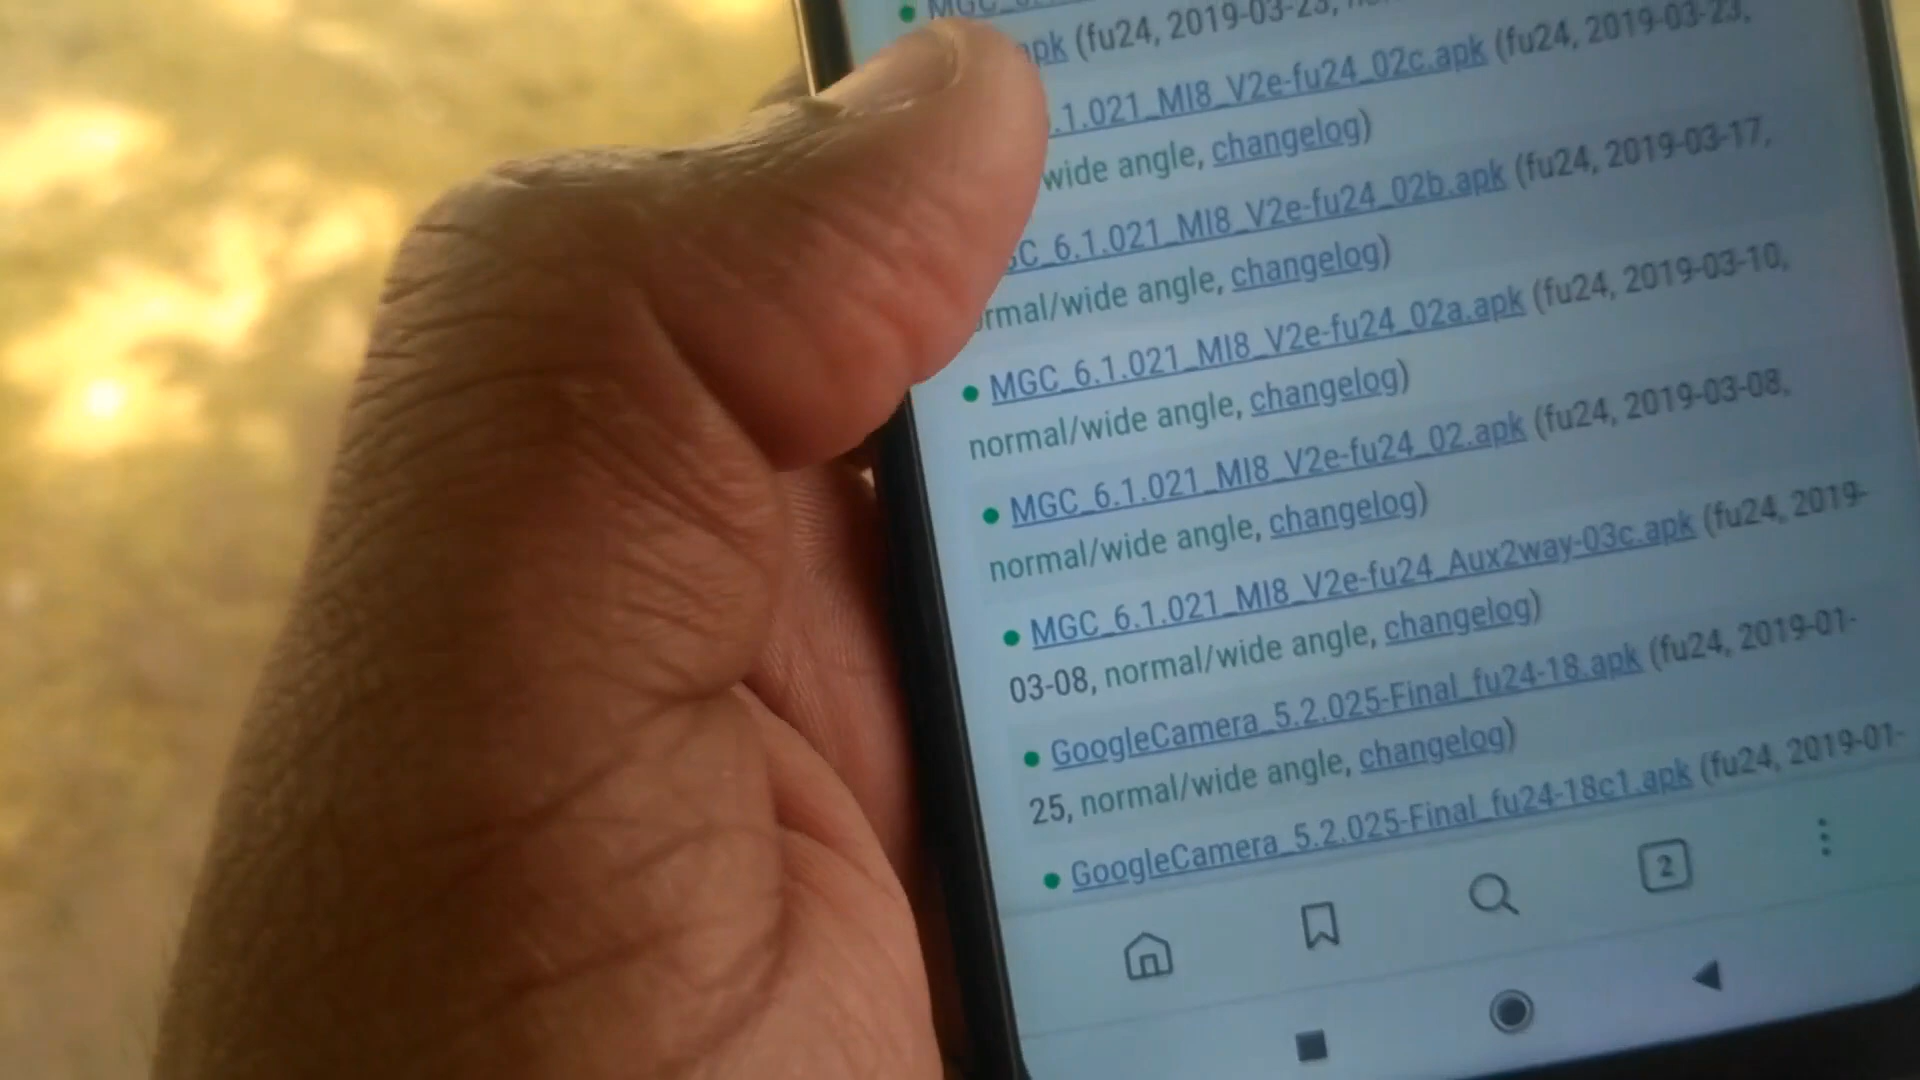 apk (fu24, 2019-03-23,
.1.021_MI8_V2e-fu24_02c.apk (fu24, 2019-03-23,
wide angle, changelog)
GC_6.1.021_MI8_V2e-fu24_02b.apk (fu24, 2019-03-17,
ormal/wide angle, changelog)
MGC_6.1.021_MI8_V2e-fu24_02a.apk (fu24, 2019-03-10,
normal/wide angle, changelog)
MGC_6.1.021_MI8_V2e-fu24_02.apk (fu24, 2019-03-08,
normal/wide angle, changelog)
MGC_6.1.021_MI8_V2e-fu24_Aux2way-03c.apk (fu24, 2019-
03-08, normal/wide angle, changelog)
GoogleCamera_5.2.025-Final_fu24-18.apk (fu24, 2019-01-
25, normal/wide angle, changelog)
GoogleCamera_5.2.025-Final_fu24-18c1.apk (fu24, 2019-01-
2